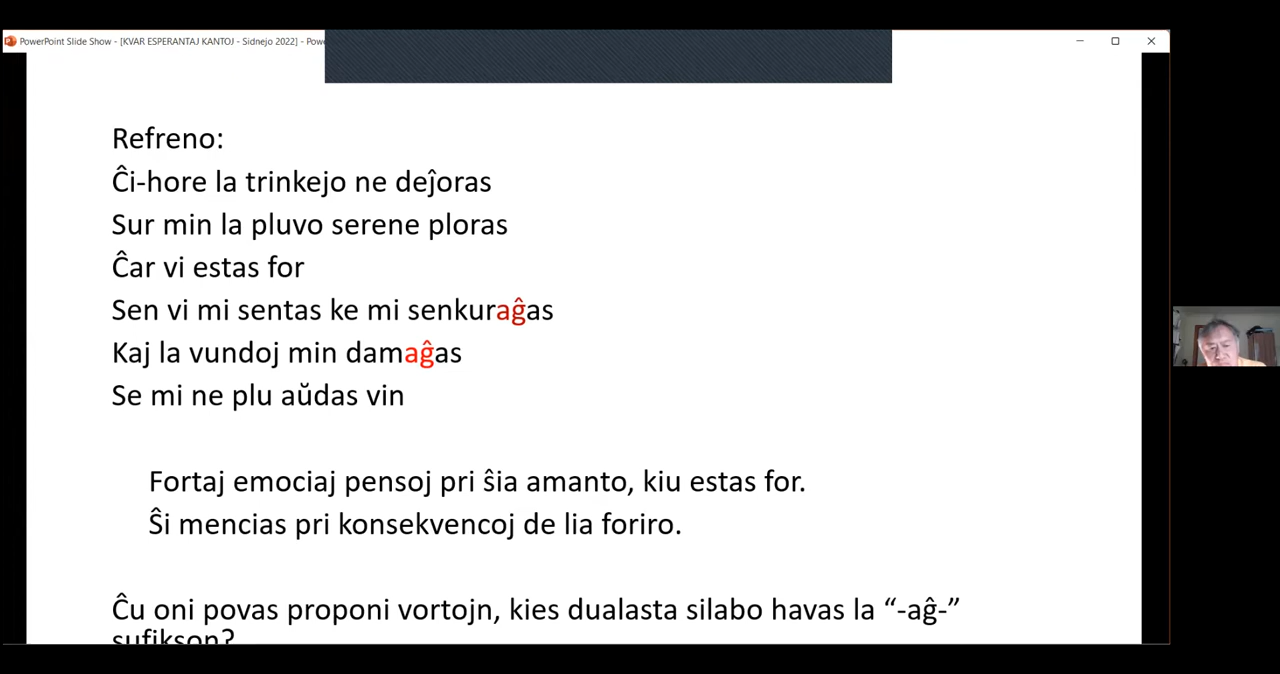 PowerPoint Slide Show - [KVAR ESPERANTAJ KANTOJ - Sidnejo 2022] -
Refreno:
Ĉi-hore la trinkejo ne deĵoras
Sur min la pluvo serene ploras
Ĉar vi estas for
Sen vi mi sentas ke mi senkuraĝas
Kaj la vundoj min damaĝas
Se mi ne plu aŭdas vin
Fortaj emociaj pensoj pri ŝia amanto, kiu estas for.
Ŝi mencias pri konsekvencoj de lia foriro.
Ĉu oni povas proponi vortojn, kies dualasta silabo havas la “-aĝ-”
sufikson?